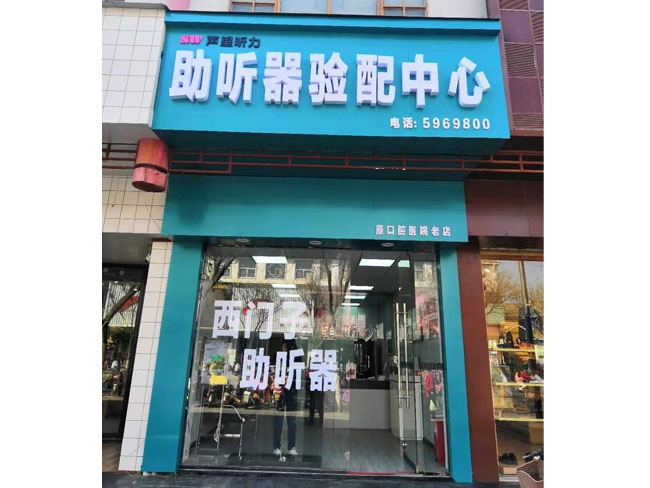 SW 声望听力
助听器验配中心
电话: 5969800
原口腔医院老店
西门子
助听器